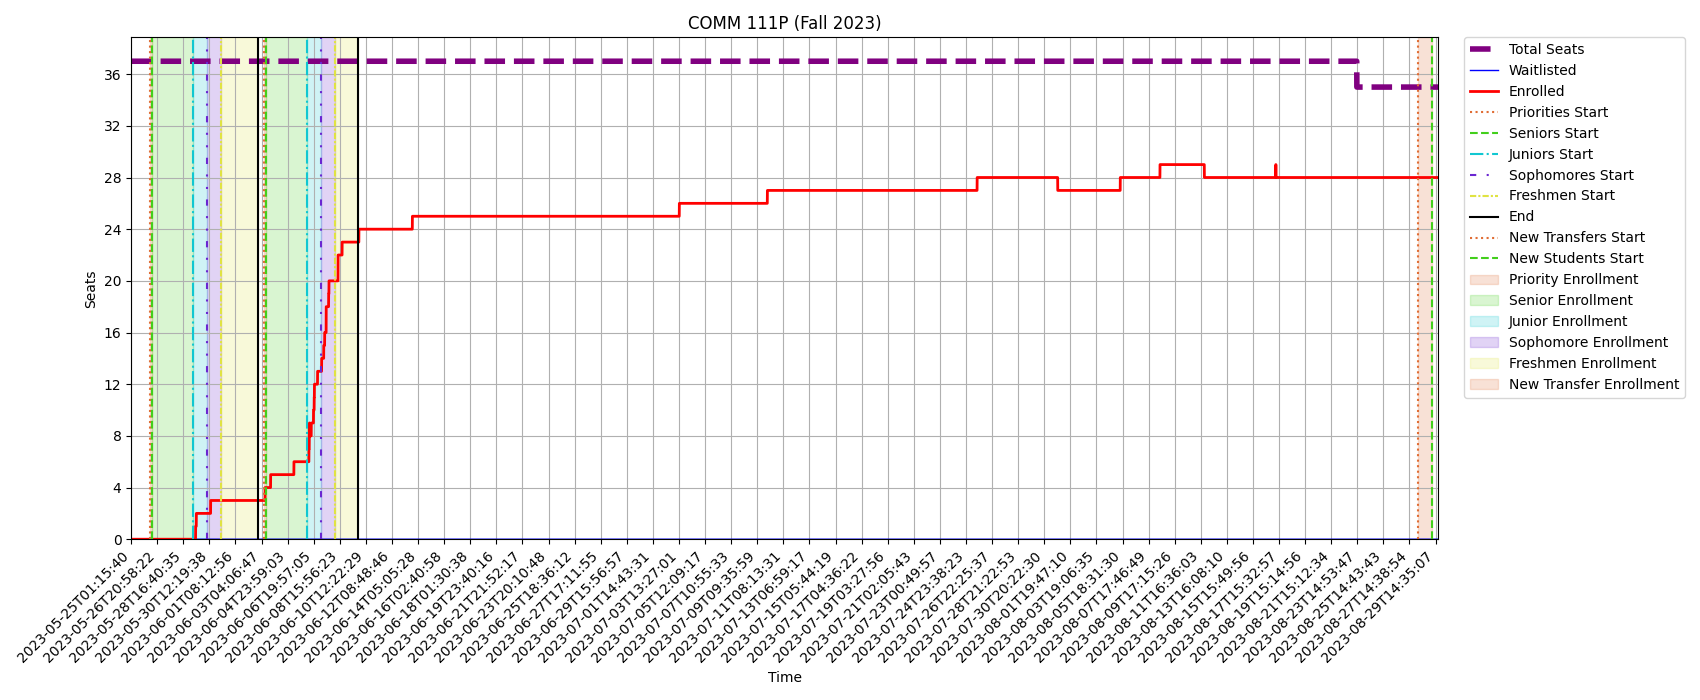 COMM 111P (Fall 2023)
Total Seats
Waitlisted
Enrolled
Priorities Start
Seniors Start
Juniors Start
Sophomores Start
Freshmen Start
End
New Transfers Start
New Students Start
Priority Enrollment
Senior Enrollment
Junior Enrollment
Sophomore Enrollment
Freshmen Enrollment
New Transfer Enrollment
Seats
36
32
28
24
20
16
12
8
4
0
2023-05-25T01:15:40
2023-05-26T20:58:22
2023-05-28T16:40:35
2023-05-30T12:19:38
2023-06-01T08:12:56
2023-06-03T04:06:47
2023-06-04T23:59:03
2023-06-06T19:57:05
2023-06-08T15:56:23
2023-06-10T12:22:29
2023-06-12T08:48:46
2023-06-14T05:05:28
2023-06-16T02:40:58
2023-06-18T01:30:38
2023-06-19T23:40:16
2023-06-21T21:52:17
2023-06-23T20:10:48
2023-06-25T18:36:12
2023-06-27T17:11:55
2023-06-29T15:56:57
2023-07-01T14:43:31
2023-07-03T13:27:01
2023-07-05T12:09:17
2023-07-07T10:55:33
2023-07-09T09:35:59
2023-07-11T08:13:31
2023-07-13T06:59:17
2023-07-15T05:44:19
2023-07-17T04:36:22
2023-07-19T03:27:56
2023-07-21T02:05:43
2023-07-23T00:49:57
2023-07-24T23:38:23
2023-07-26T22:25:37
2023-07-28T21:22:53
2023-07-30T20:22:30
2023-08-01T19:47:10
2023-08-03T19:06:35
2023-08-05T18:31:30
2023-08-07T17:46:49
2023-08-09T17:15:26
2023-08-11T16:36:03
2023-08-13T16:08:10
2023-08-15T15:49:56
2023-08-17T15:32:57
2023-08-19T15:14:56
2023-08-21T15:12:34
2023-08-23T14:53:47
2023-08-25T14:43:43
2023-08-27T14:38:54
2023-08-29T14:35:07
Time